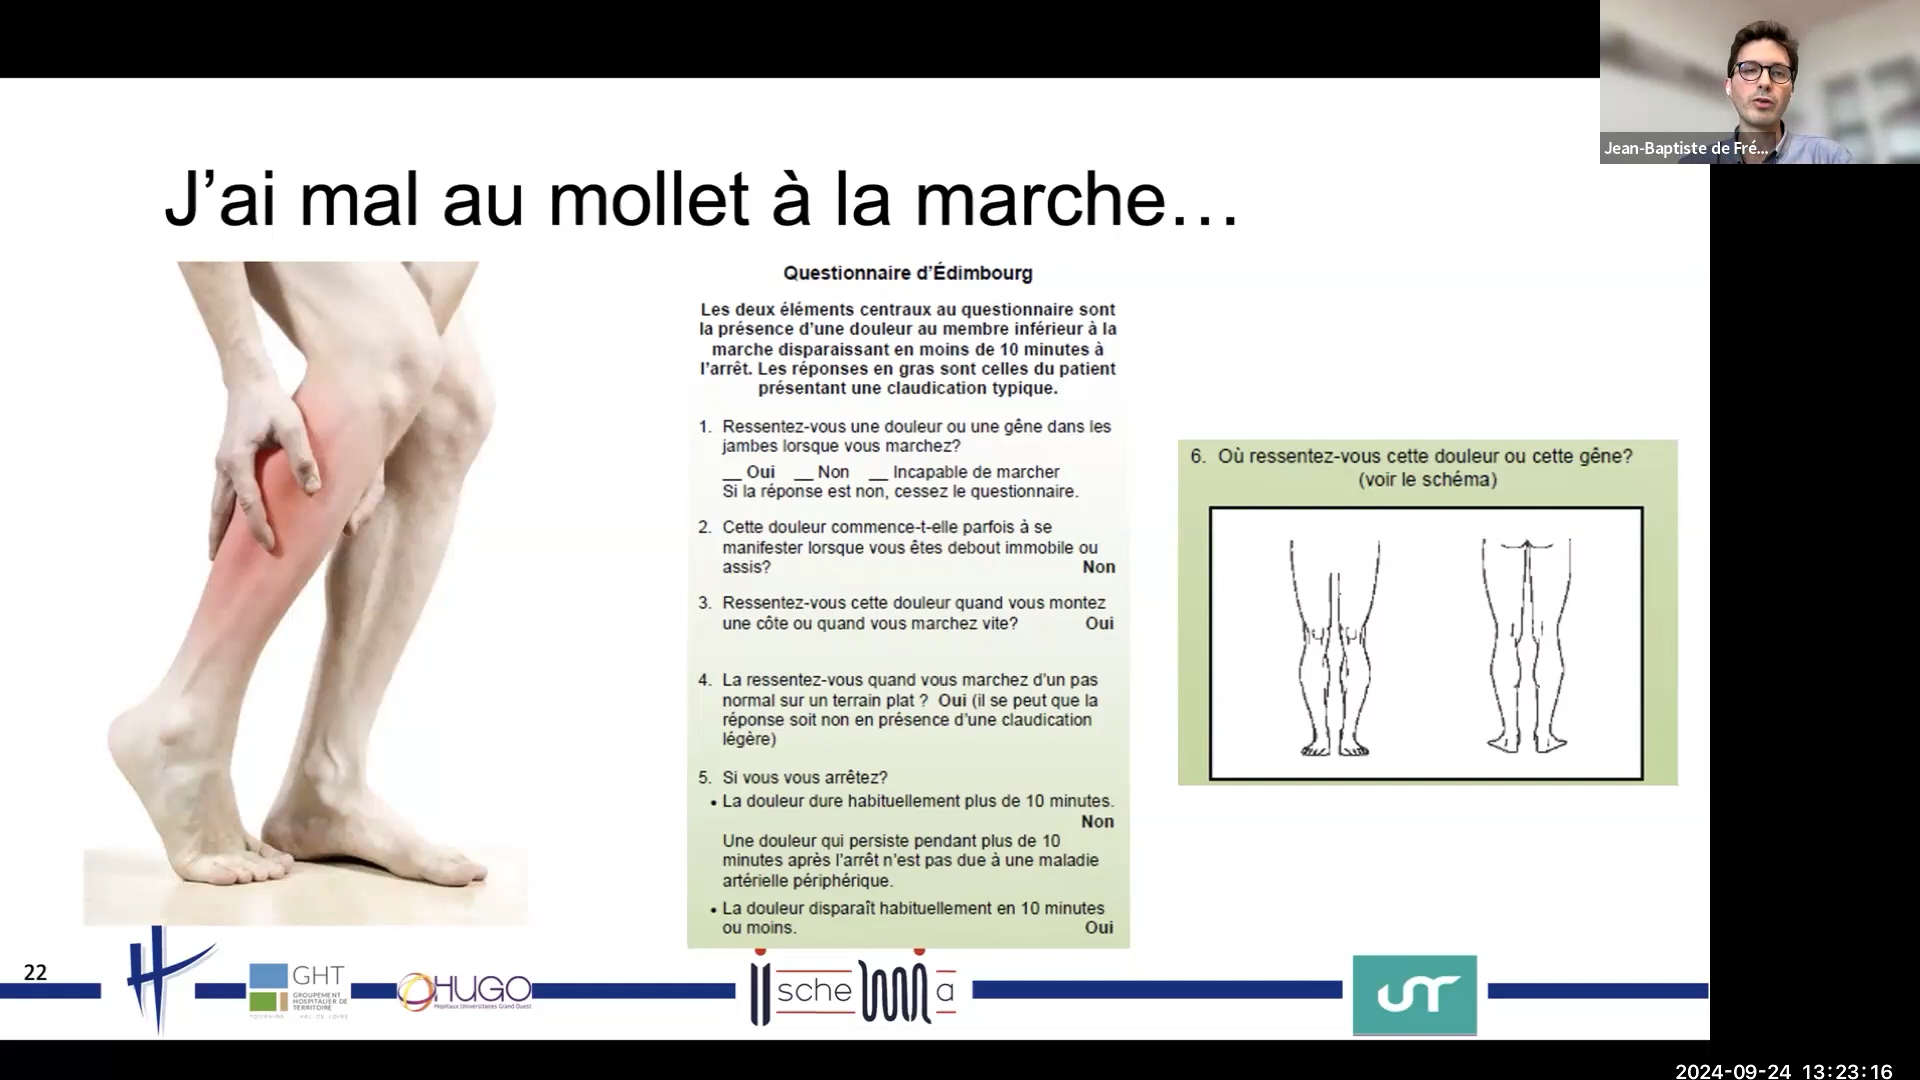 Jean-Baptiste de Fré...
J'ai mal au mollet à la marche...
Questionnaire d'Édimbourg
Les deux éléments centraux au questionnaire sont
la présence d'une douleur au membre inférieur à la
marche disparaissant en moins de 10 minutes à
l'arrêt. Les réponses en gras sont celles du patient
présentant une claudication typique.
1. Ressentez-vous une douleur ou une gêne dans les
jambes lorsque vous marchez?
__ Oui __ Non __ Incapable de marcher
Si la réponse est non, cessez le questionnaire.
2. Cette douleur commence-t-elle parfois à se
manifester lorsque vous êtes debout immobile ou
assis? Non
3. Ressentez-vous cette douleur quand vous montez
une côte ou quand vous marchez vite? Oui
4. La ressentez-vous quand vous marchez d'un pas
normal sur un terrain plat ? Oui (il se peut que la
réponse soit non en présence d'une claudication
légère)
5. Si vous vous arrêtez?
• La douleur dure habituellement plus de 10 minutes.
Non
Une douleur qui persiste pendant plus de 10
minutes après l'arrêt n'est pas due à une maladie
artérielle périphérique.
• La douleur disparaît habituellement en 10 minutes
ou moins. Oui
6. Où ressentez-vous cette douleur ou cette gêne?
(voir le schéma)
22
GHT
GROUPEMENT
HOSPITALIER DE
TERRITOIRE
TOURAINE VAL DE LOIRE
HUGO
Hôpitaux Universitaires Grand Ouest
ischemia
UT
2024-09-24 13:23:16